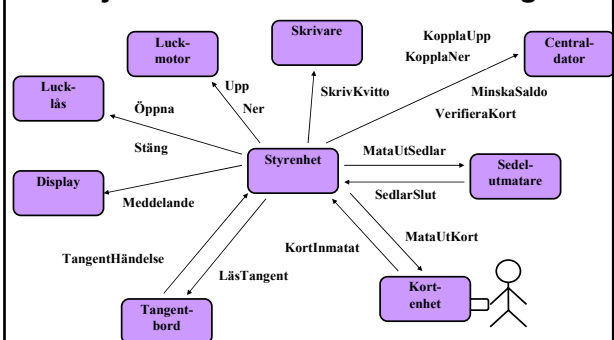 Luck-
motor
Skrivare
KopplaUpp
KopplaNer
Central-
dator
Luck-
lås
Öppna
Upp
Ner
SkrivKvitto
MinskaSaldo
VerifieraKort
Stäng
Styrenhet
MataUtSedlar
Sedel-
utmatare
Display
Meddelande
SedlarSlut
TangentHändelse
LäsTangent
KortInmatat
MataUtKort
Tangent-
bord
Kort-
enhet